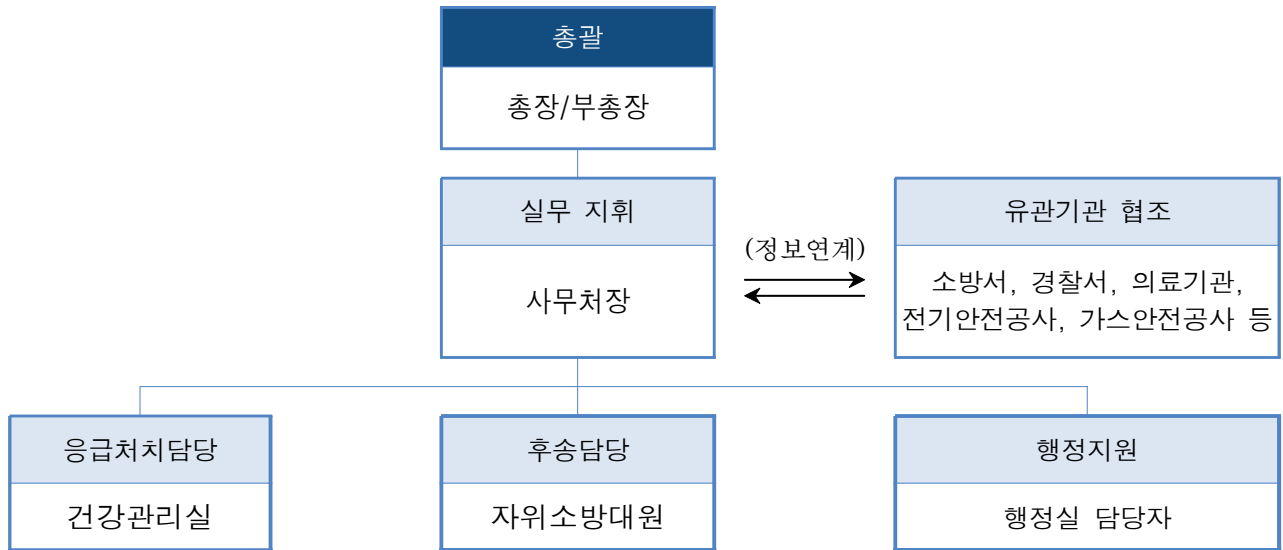 총괄
총장/부총장
실무 지휘
사무처장
(정보연계)
유관기관 협조
소방서, 경찰서, 의료기관,
전기안전공사, 가스안전공사 등
응급처치담당
건강관리실
후송담당
자위소방대원
행정지원
행정실 담당자